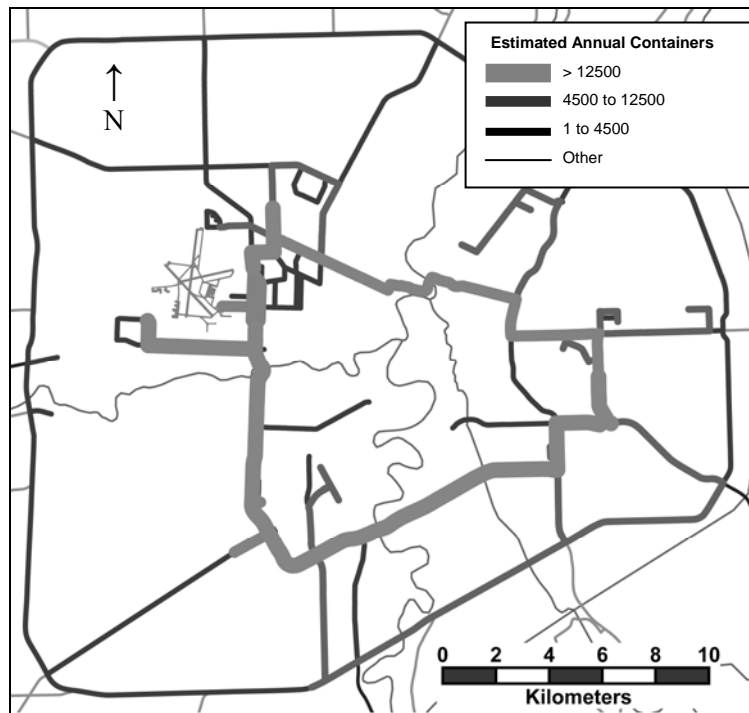 Estimated Annual Containers
> 12500
4500 to 12500
1 to 4500
Other
N
0 2 4 6 8 10
Kilometers